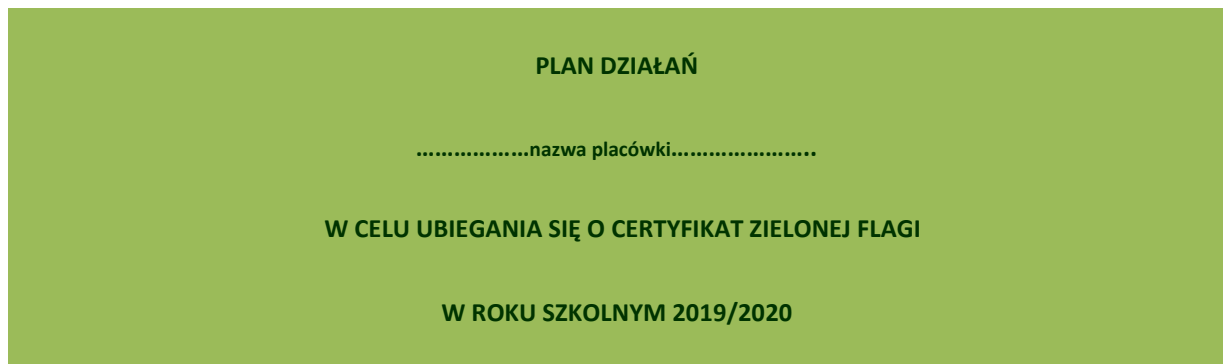 PLAN DZIAŁAŃ
………………nazwa placówki…………………..
W CELU UBIEGANIA SIĘ O CERTYFIKAT ZIELONEJ FLAGI
W ROKU SZKOLNYM 2019/2020